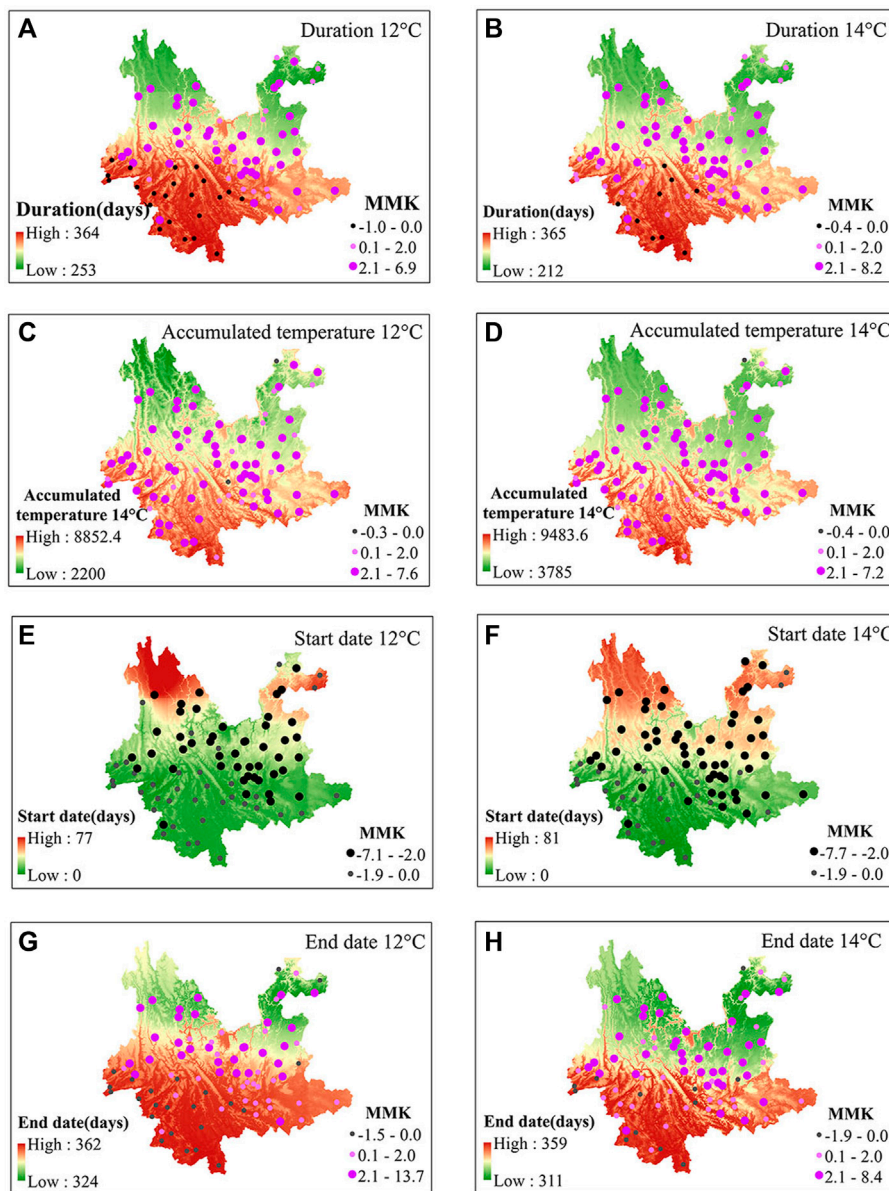 A
Duration 12°C
Duration(days)
High : 364
Low : 253
MMK
-1.0 - 0.0
0.1 - 2.0
2.1 - 6.9
B
Duration 14°C
Duration(days)
High : 365
Low : 212
MMK
-0.4 - 0.0
0.1 - 2.0
2.1 - 8.2
C
Accumulated temperature 12°C
Accumulated
temperature 14°C
High : 8852.4
Low : 2200
MMK
-0.3 - 0.0
0.1 - 2.0
2.1 - 7.6
D
Accumulated temperature 14°C
Accumulated
temperature 14°C
High : 9483.6
Low : 3785
MMK
-0.4 - 0.0
0.1 - 2.0
2.1 - 7.2
E
Start date 12°C
Start date(days)
High : 77
Low : 0
MMK
-7.1 - -2.0
-1.9 - 0.0
F
Start date 14°C
Start date(days)
High : 81
Low : 0
MMK
-7.7 - -2.0
-1.9 - 0.0
G
End date 12°C
End date(days)
High : 362
Low : 324
MMK
-1.5 - 0.0
0.1 - 2.0
2.1 - 13.7
H
End date 14°C
End date(days)
High : 359
Low : 311
MMK
-1.9 - 0.0
0.1 - 2.0
2.1 - 8.4